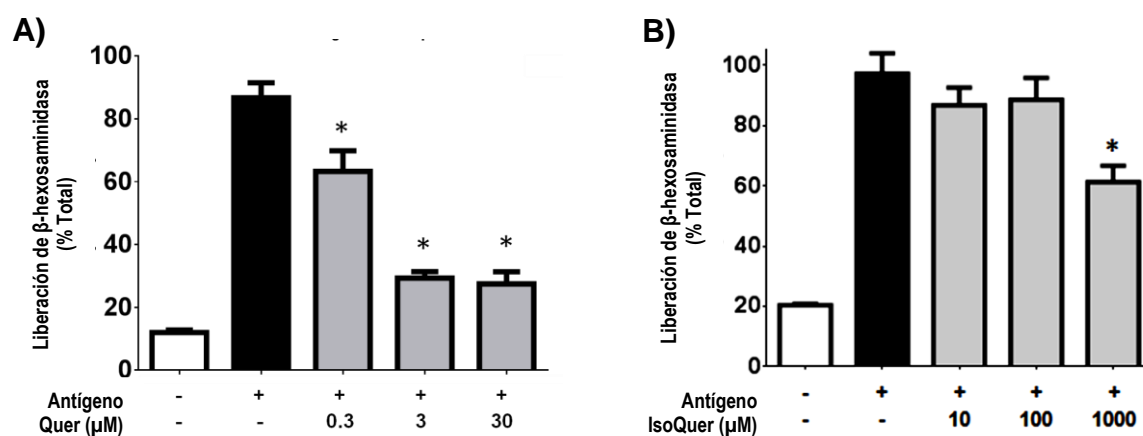 A)
Liberación de β-hexosaminidasa
(% Total)
100
80
60
40
20
0
*
*
*
Antígeno - + + + +
Quer (µM) - - 0.3 3 30
B)
Liberación de β-hexosaminidasa
(% Total)
100
80
60
40
20
0
*
Antígeno - + + + +
IsoQuer (µM) - - 10 100 1000